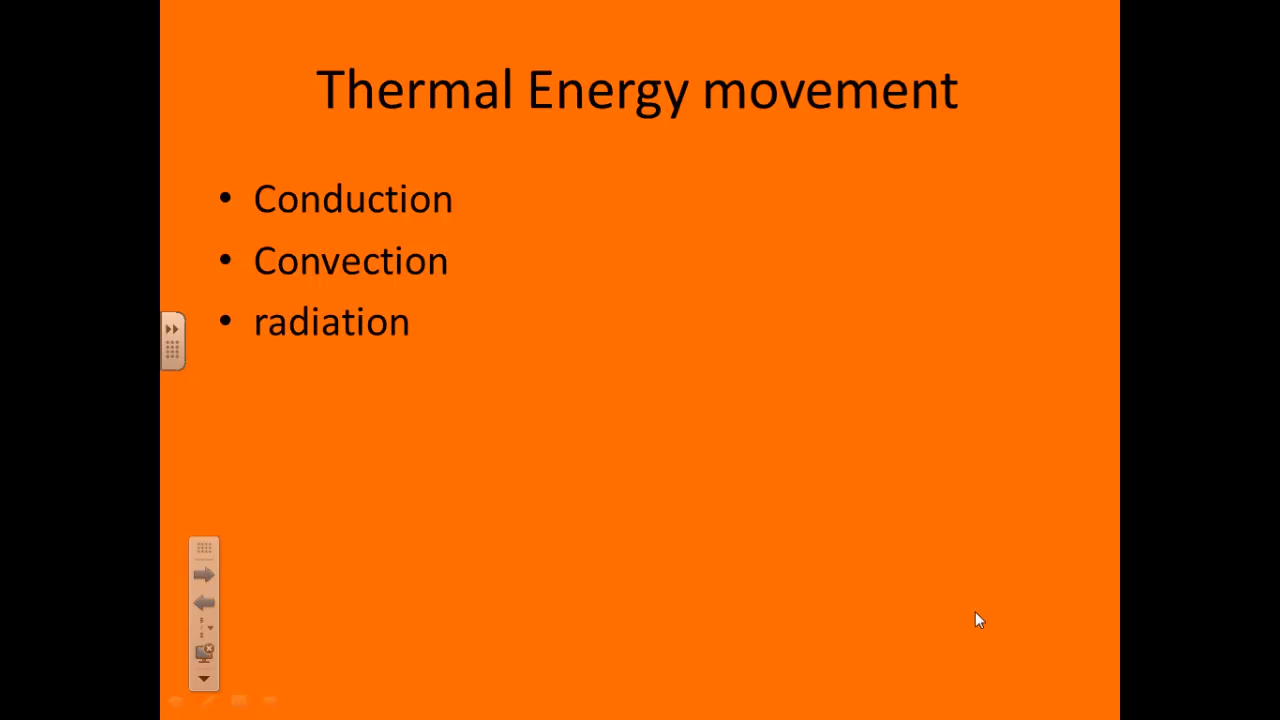 Thermal Energy movement
• Conduction
• Convection
• radiation